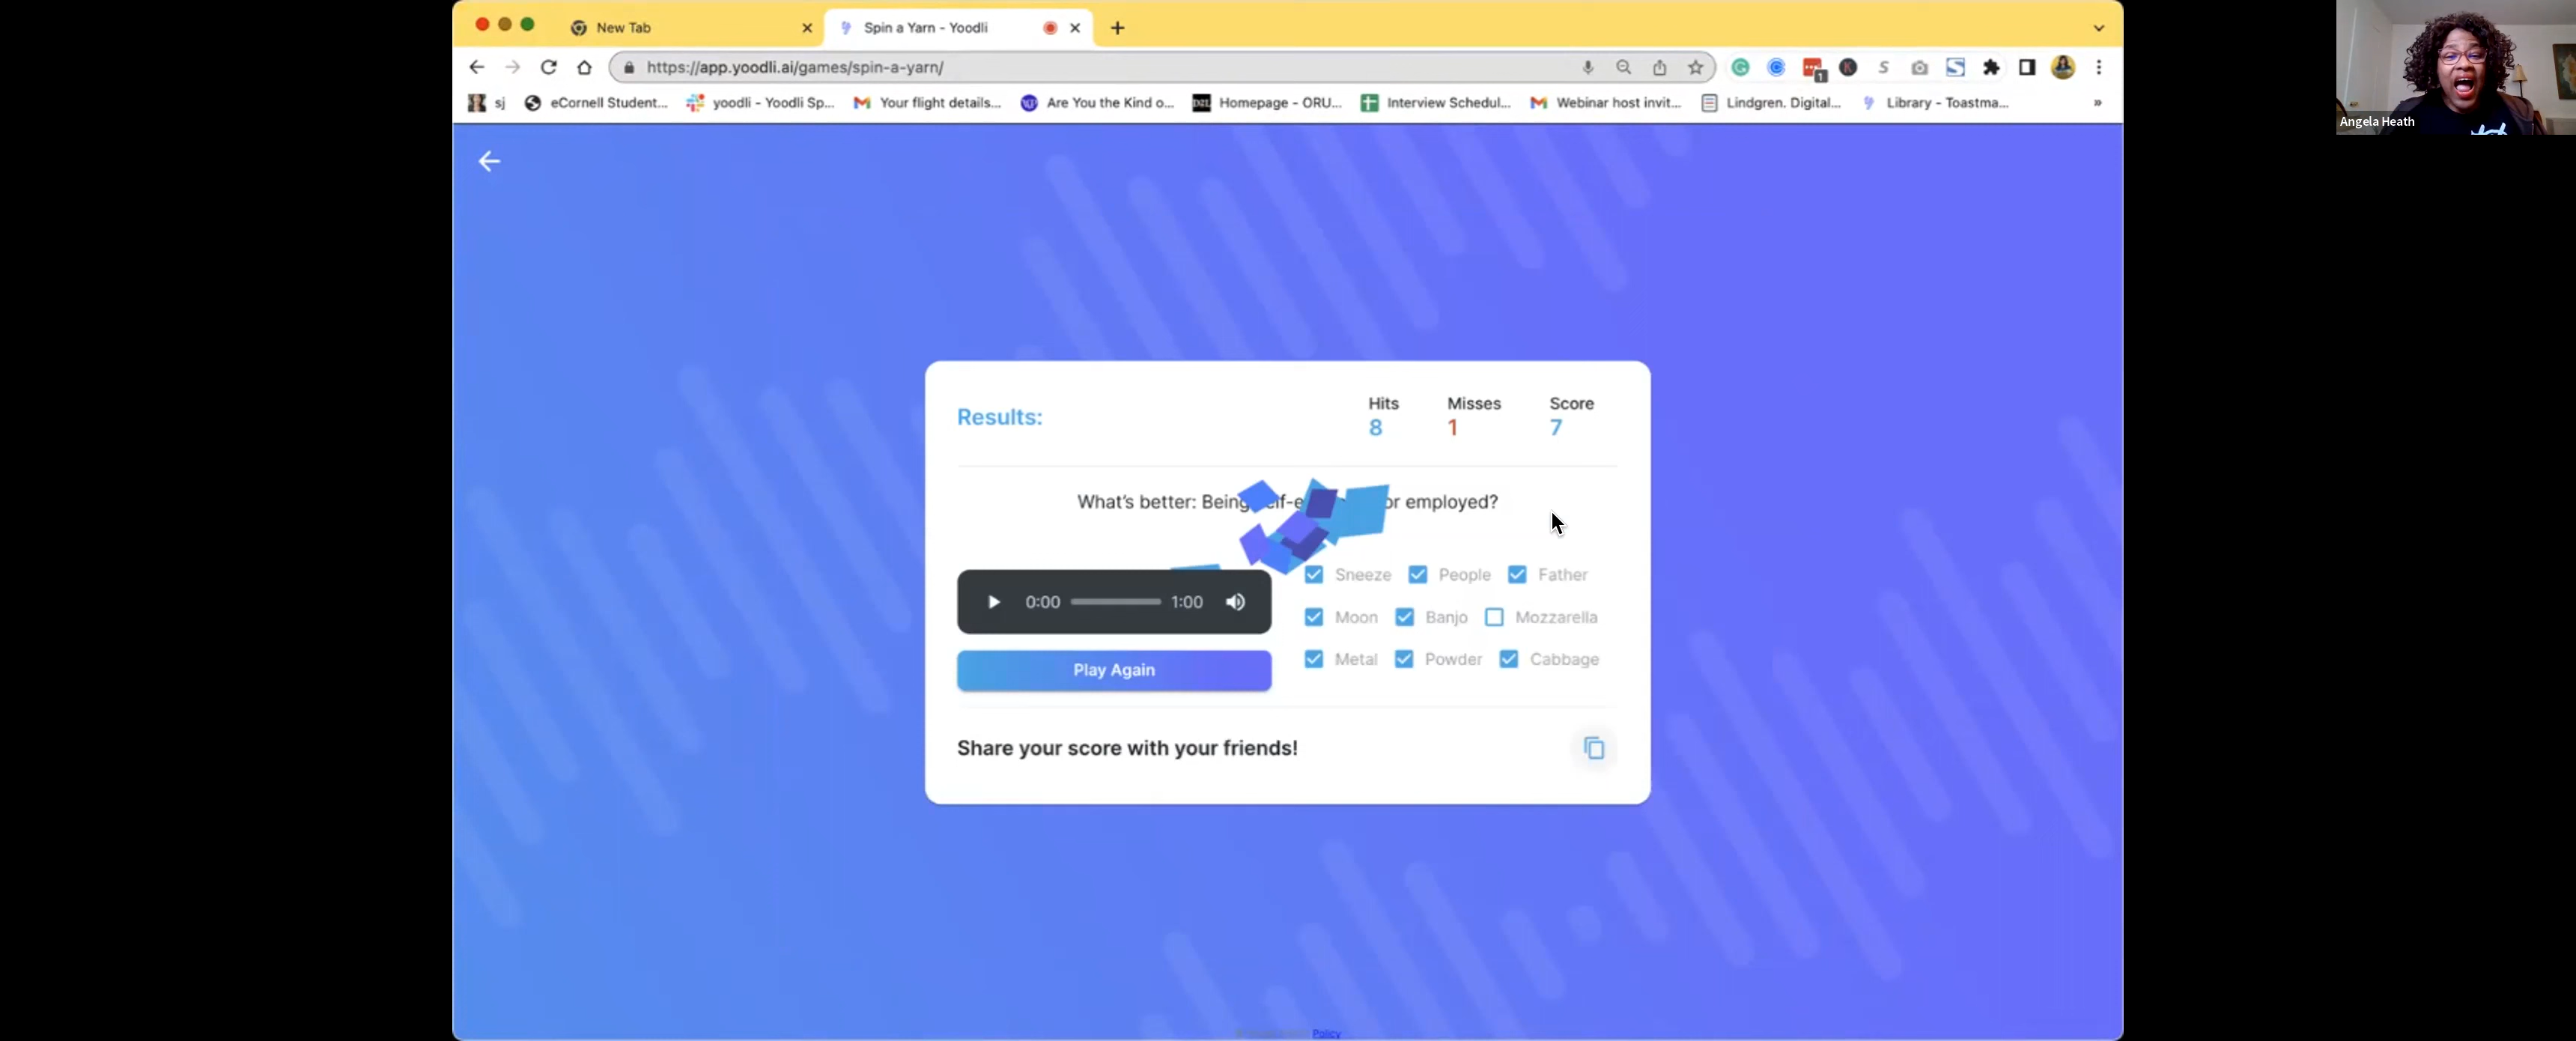 New Tab
Spin a Yarn - Yoodli
https://app.yoodli.ai/games/spin-a-yarn/
1
sj
eCornell Student...
yoodli - Yoodli Sp...
Your flight details...
Are You the Kind o...
D2L
Homepage - ORU...
Interview Schedul...
Webinar host invit...
Lindgren. Digital...
Library - Toastma...
»
Angela Heath
Results:
Hits Misses Score
8 1 7
What's better: Being or employed?
Sneeze People Father
0:00 1:00
Moon Banjo Mozzarella
Play Again
Metal Powder Cabbage
Share your score with your friends!
Policy